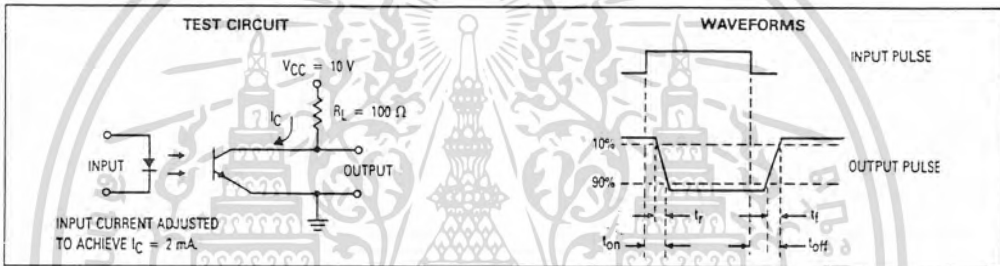 TEST CIRCUIT
V_CC = 10 V
I_C
R_L = 100 Ω
INPUT
OUTPUT
INPUT CURRENT ADJUSTED
TO ACHIEVE I_C = 2 mA.
WAVEFORMS
INPUT PULSE
10%
OUTPUT PULSE
90%
t_r
t_f
t_on
t_off